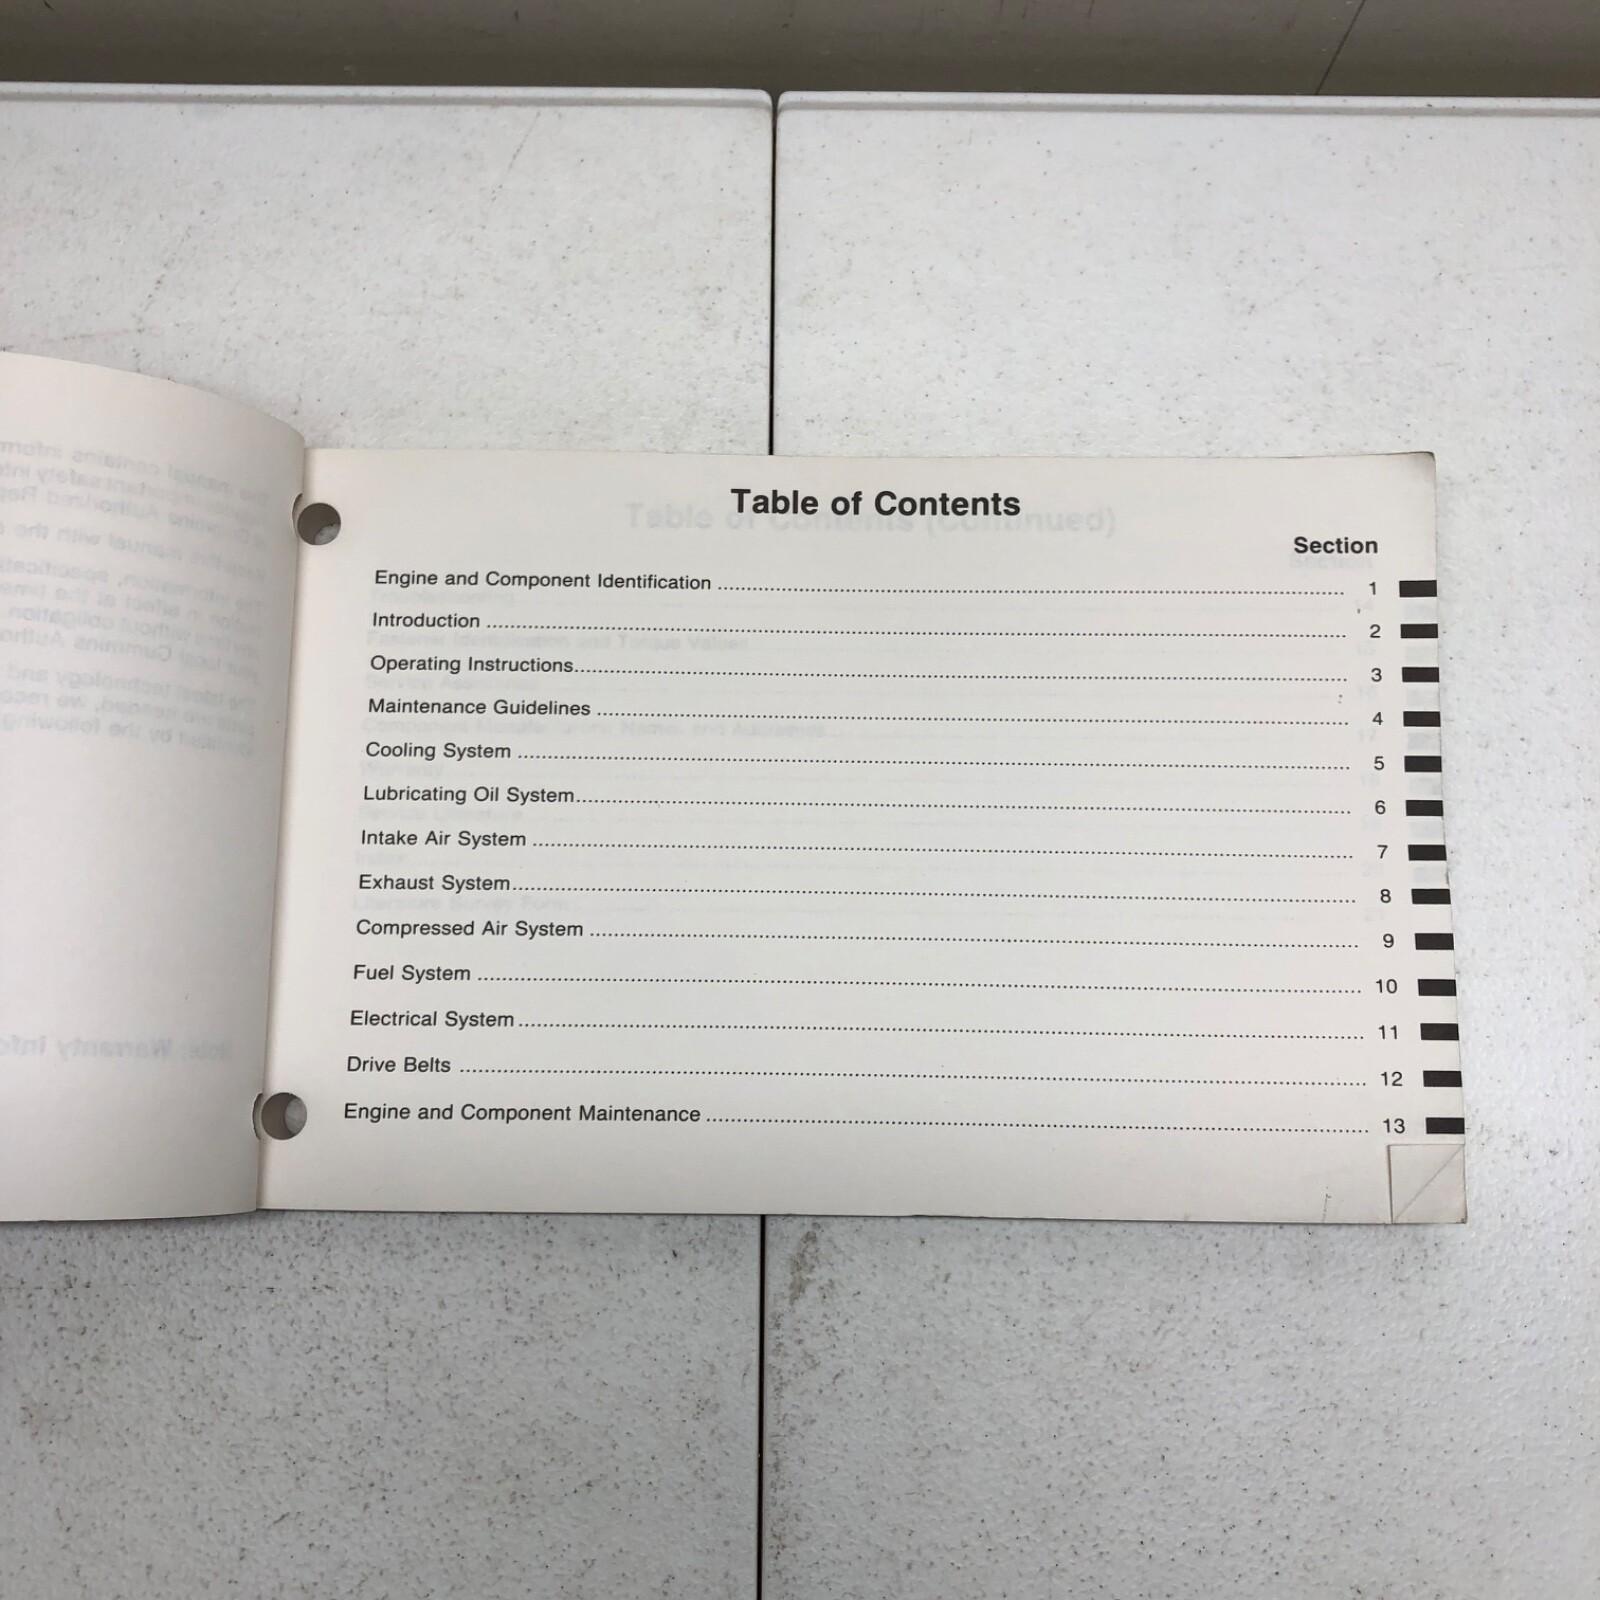 Table of Contents
Section
Engine and Component Identification ........ 1
Introduction ........ 2
Operating Instructions........ 3
Maintenance Guidelines ........ 4
Cooling System ........ 5
Lubricating Oil System........ 6
Intake Air System ........ 7
Exhaust System........ 8
Compressed Air System ........ 9
Fuel System ........ 10
Electrical System ........ 11
Drive Belts ........ 12
Engine and Component Maintenance ........ 13